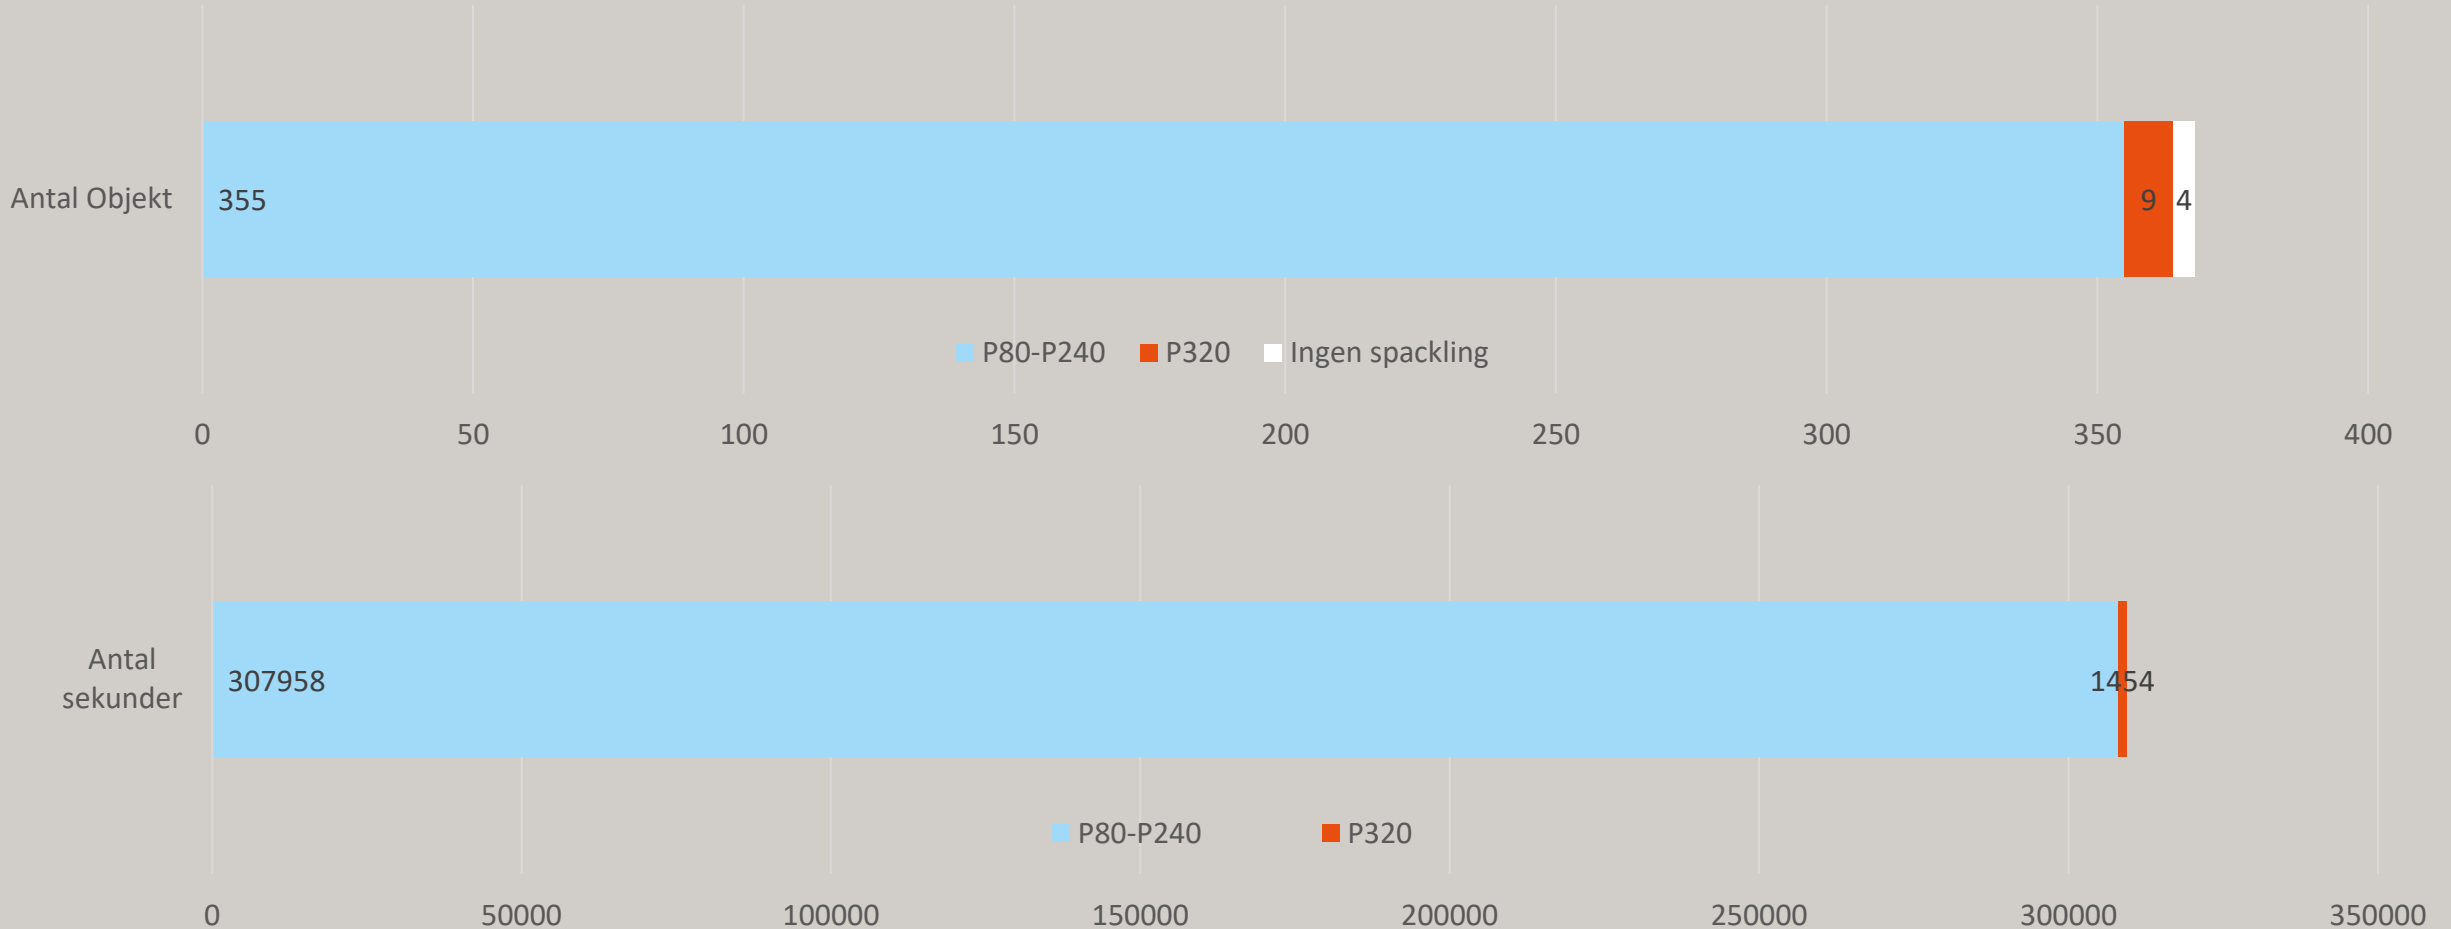 Antal Objekt
355
9
4
P80-P240 P320 Ingen spackling
0 50 100 150 200 250 300 350 400
Antal
sekunder
307958
1454
P80-P240 P320
0 50000 100000 150000 200000 250000 300000 350000